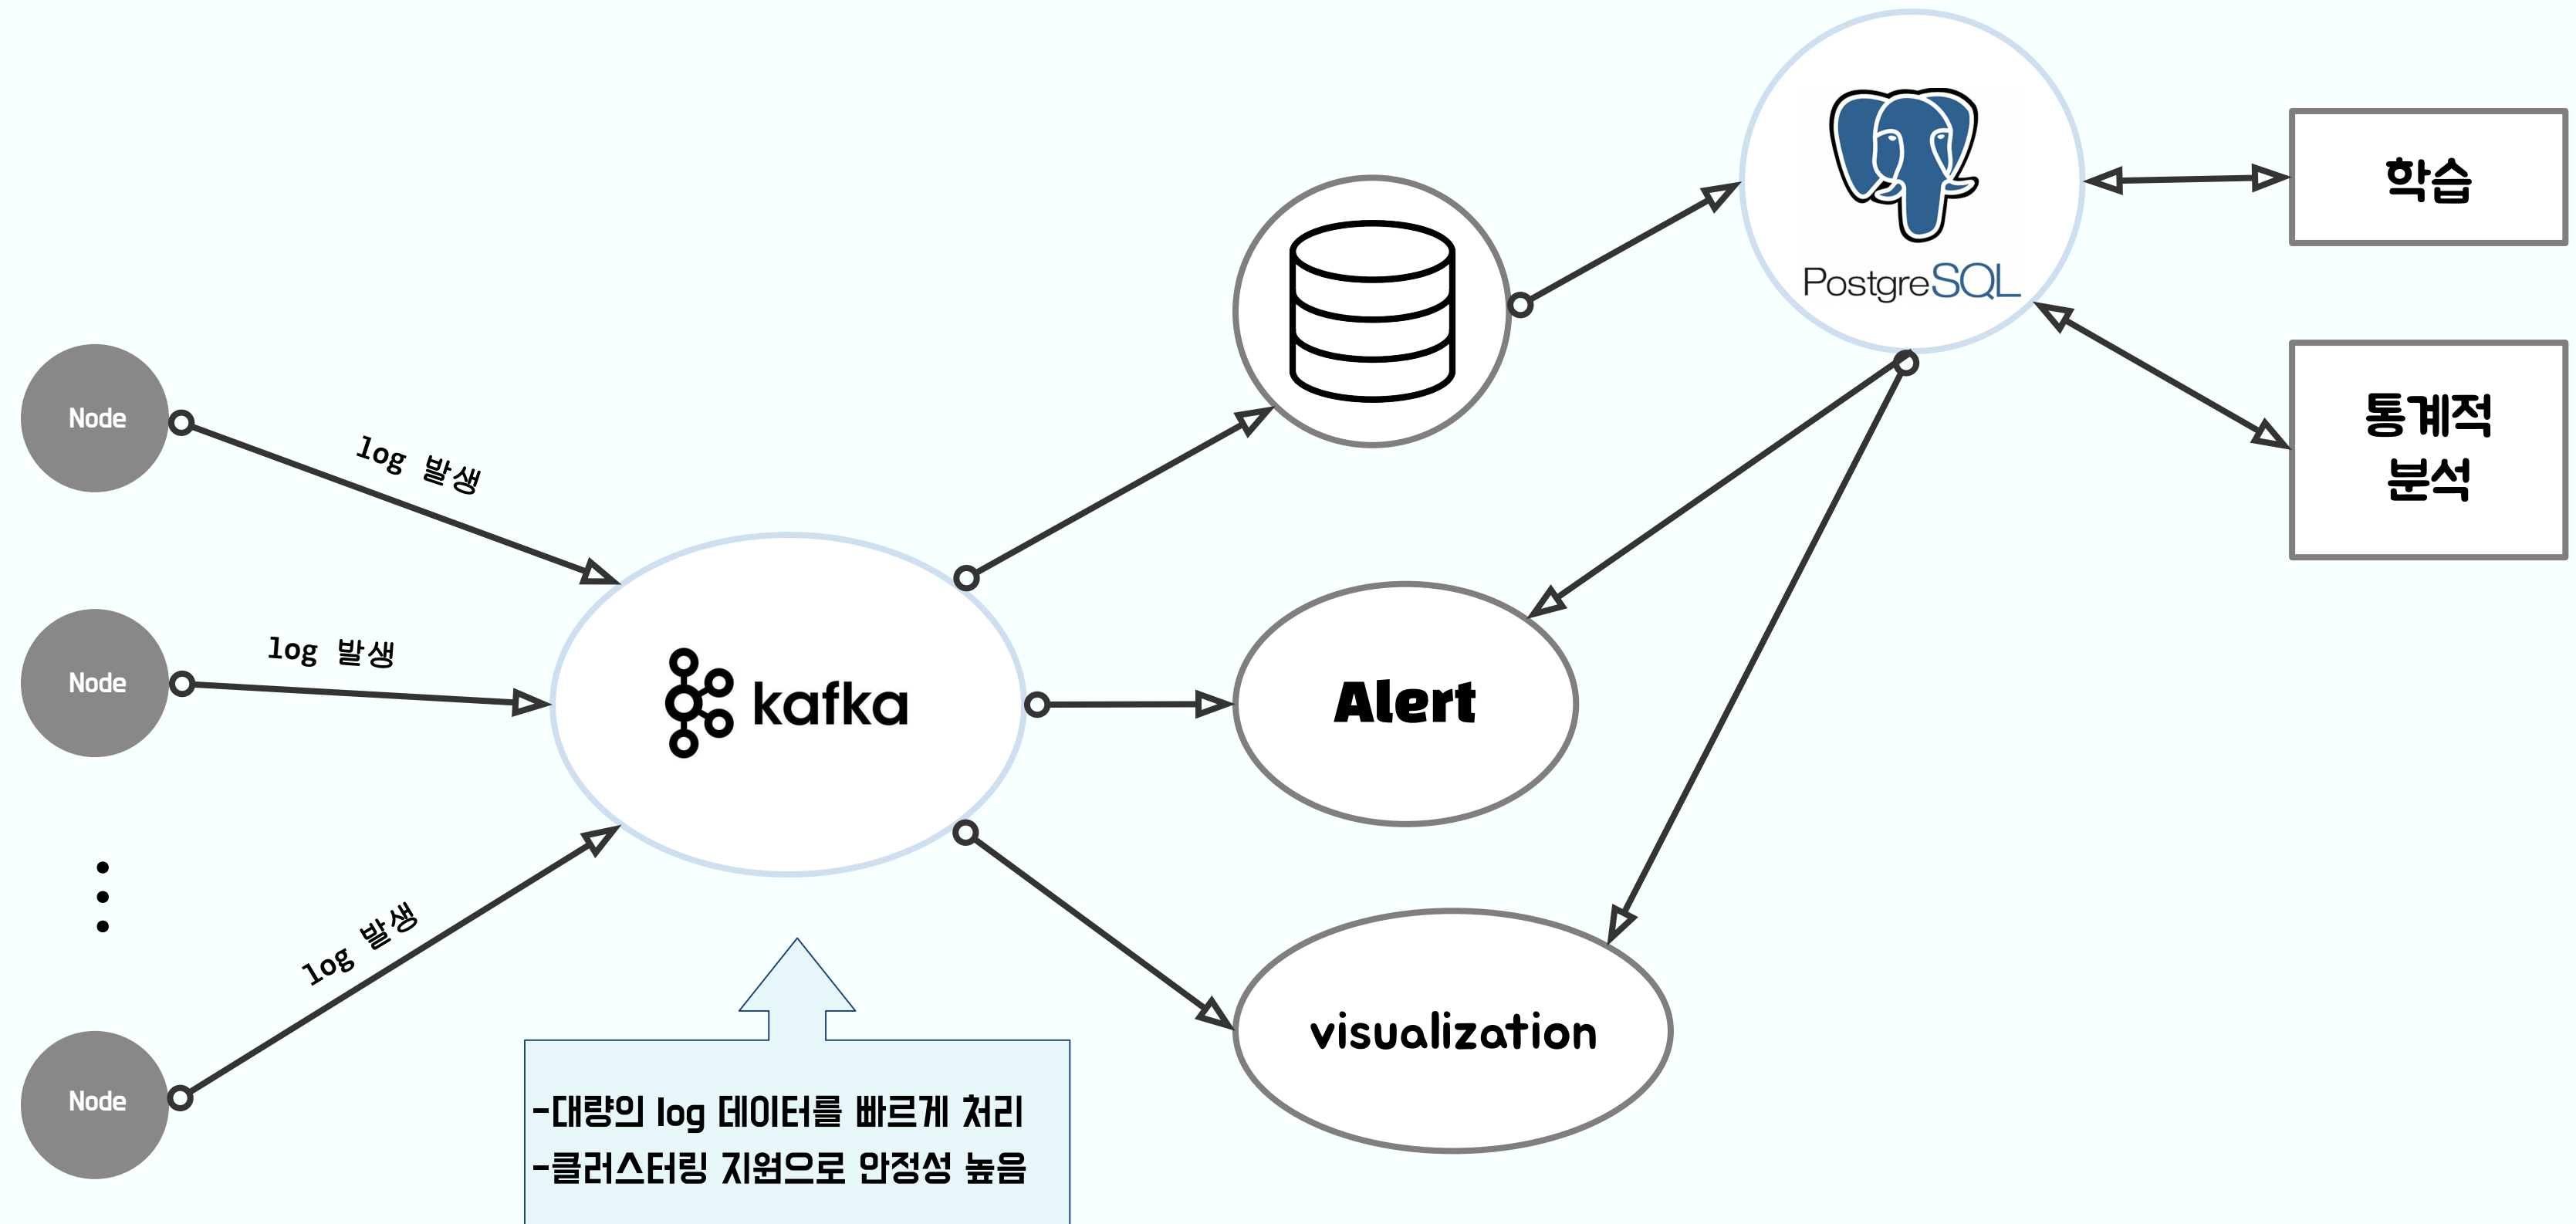 Node
log 발생
Node
log 발생
Node
log 발생
kafka
-대량의 log 데이터를 빠르게 처리
-클러스터링 지원으로 안정성 높음
PostgreSQL
Alert
visualization
학습
통계적
분석